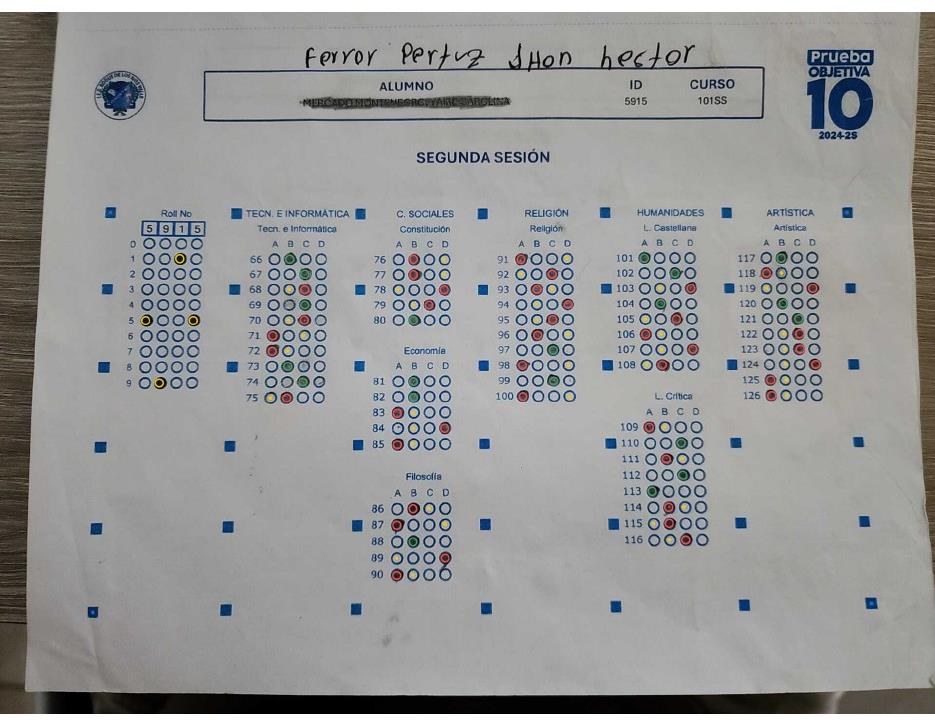 Ferror Pertuz JHon hestor
ALUMNO ID CURSO
MERCADO MONTENEGRO, YAIRE CAROLINA 5915 101SS
Prueba
OBJETIVA
10
2024-2S
SEGUNDA SESIÓN
Roll No
5 9 1 5
0
1
2
3
4
5
6
7
8
9
TECN. E INFORMÁTICA
Tecn. e Informática
A B C D
66
67
68
69
70
71
72
73
74
75
C. SOCIALES
Constitución
A B C D
76
77
78
79
80
Economía
A B C D
81
82
83
84
85
Filosofía
A B C D
86
87
88
89
90
RELIGIÓN
Religión
A B C D
91
92
93
94
95
96
97
98
99
100
HUMANIDADES
L. Castellana
A B C D
101
102
103
104
105
106
107
108
L. Crítica
A B C D
109
110
111
112
113
114
115
116
ARTÍSTICA
Artística
A B C D
117
118
119
120
121
122
123
124
125
126